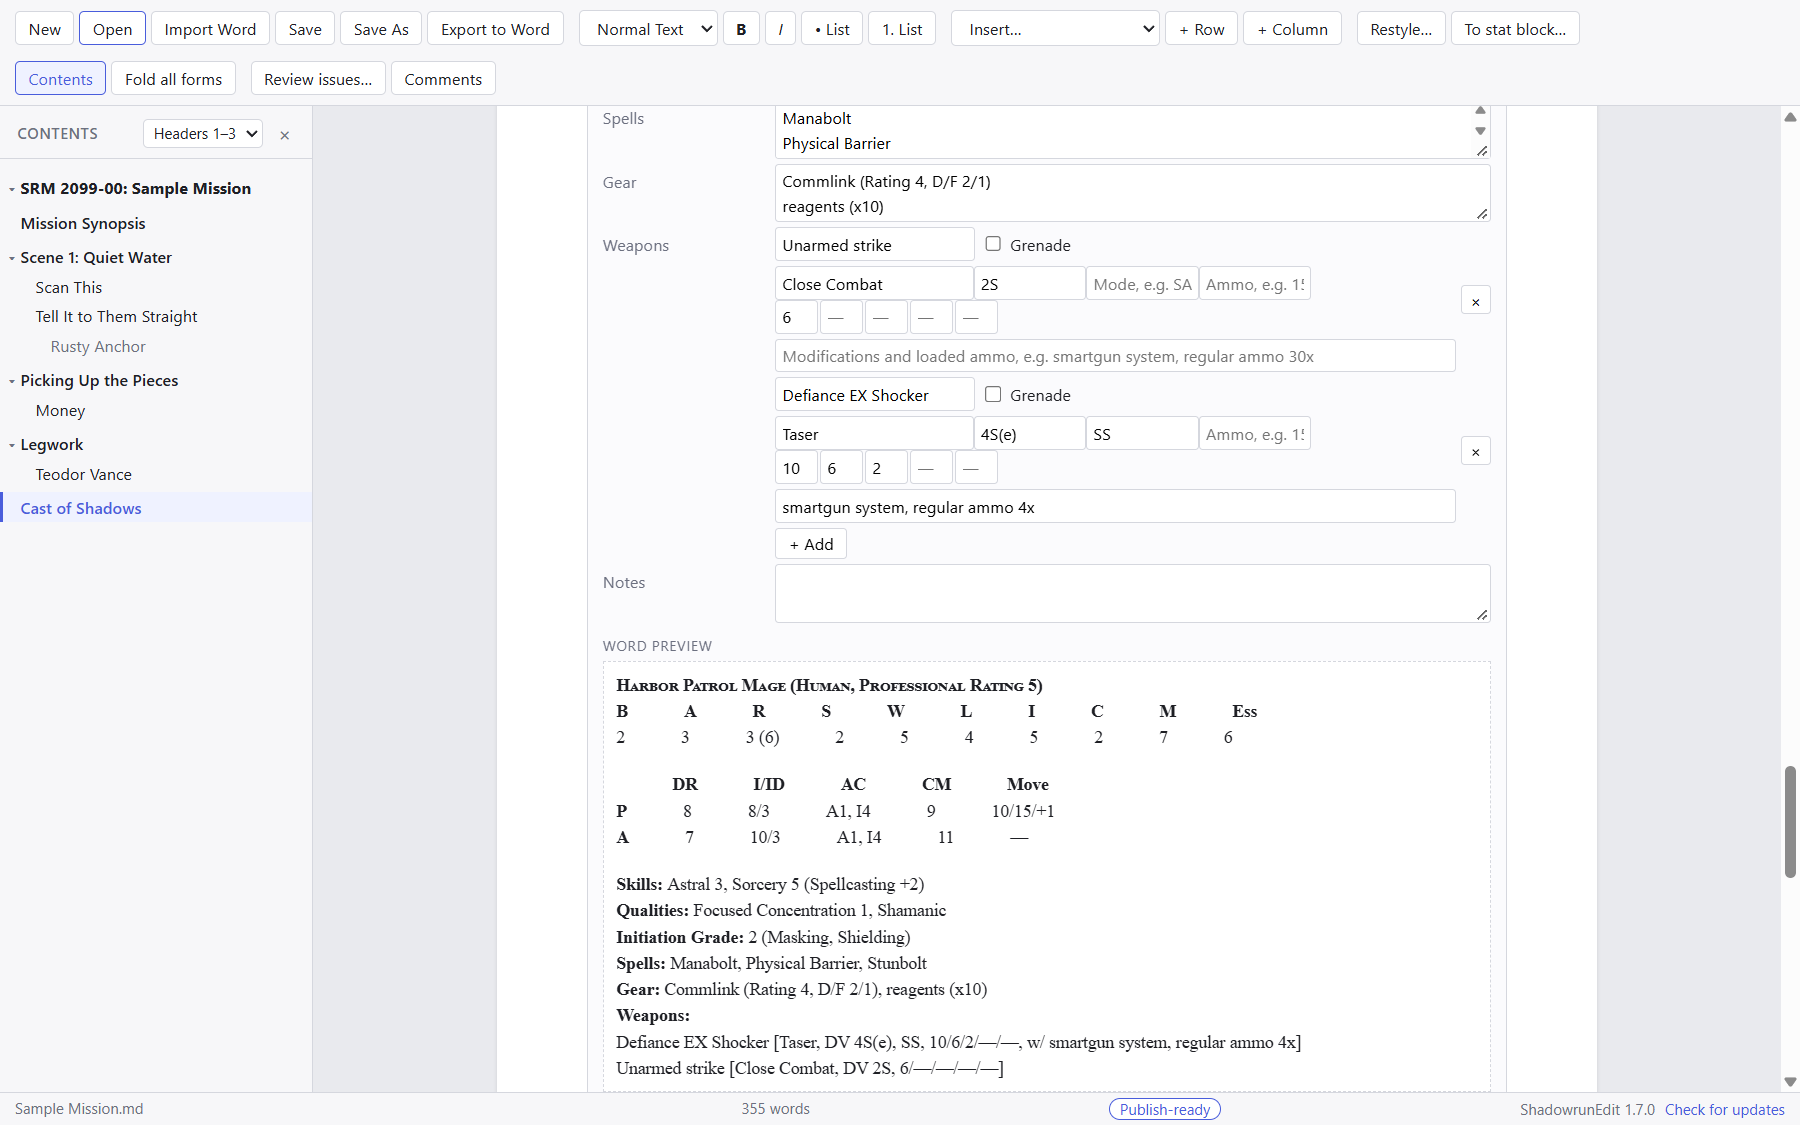 New Open Import Word Save Save As Export to Word Normal Text B I • List 1. List Insert... + Row + Column Restyle... To stat block...
Contents Fold all forms Review issues... Comments
CONTENTS Headers 1–3 ×
SRM 2099-00: Sample Mission
Mission Synopsis
Scene 1: Quiet Water
Scan This
Tell It to Them Straight
Rusty Anchor
Picking Up the Pieces
Money
Legwork
Teodor Vance
Cast of Shadows
Spells
Manabolt
Physical Barrier
Gear
Commlink (Rating 4, D/F 2/1)
reagents (x10)
Weapons
Unarmed strike Grenade
Close Combat 2S Mode, e.g. SA Ammo, e.g. 15
6 — — — —
×
Modifications and loaded ammo, e.g. smartgun system, regular ammo 30x
Defiance EX Shocker Grenade
Taser 4S(e) SS Ammo, e.g. 15
10 6 2 — —
×
smartgun system, regular ammo 4x
+ Add
Notes
WORD PREVIEW
Harbor Patrol Mage (Human, Professional Rating 5)
B A R S W L I C M Ess
2 3 3 (6) 2 5 4 5 2 7 6
DR I/ID AC CM Move
P 8 8/3 A1, I4 9 10/15/+1
A 7 10/3 A1, I4 11 —
Skills: Astral 3, Sorcery 5 (Spellcasting +2)
Qualities: Focused Concentration 1, Shamanic
Initiation Grade: 2 (Masking, Shielding)
Spells: Manabolt, Physical Barrier, Stunbolt
Gear: Commlink (Rating 4, D/F 2/1), reagents (x10)
Weapons:
Defiance EX Shocker [Taser, DV 4S(e), SS, 10/6/2/—/—, w/ smartgun system, regular ammo 4x]
Unarmed strike [Close Combat, DV 2S, 6/—/—/—/—]
Sample Mission.md 355 words Publish-ready ShadowrunEdit 1.7.0 Check for updates